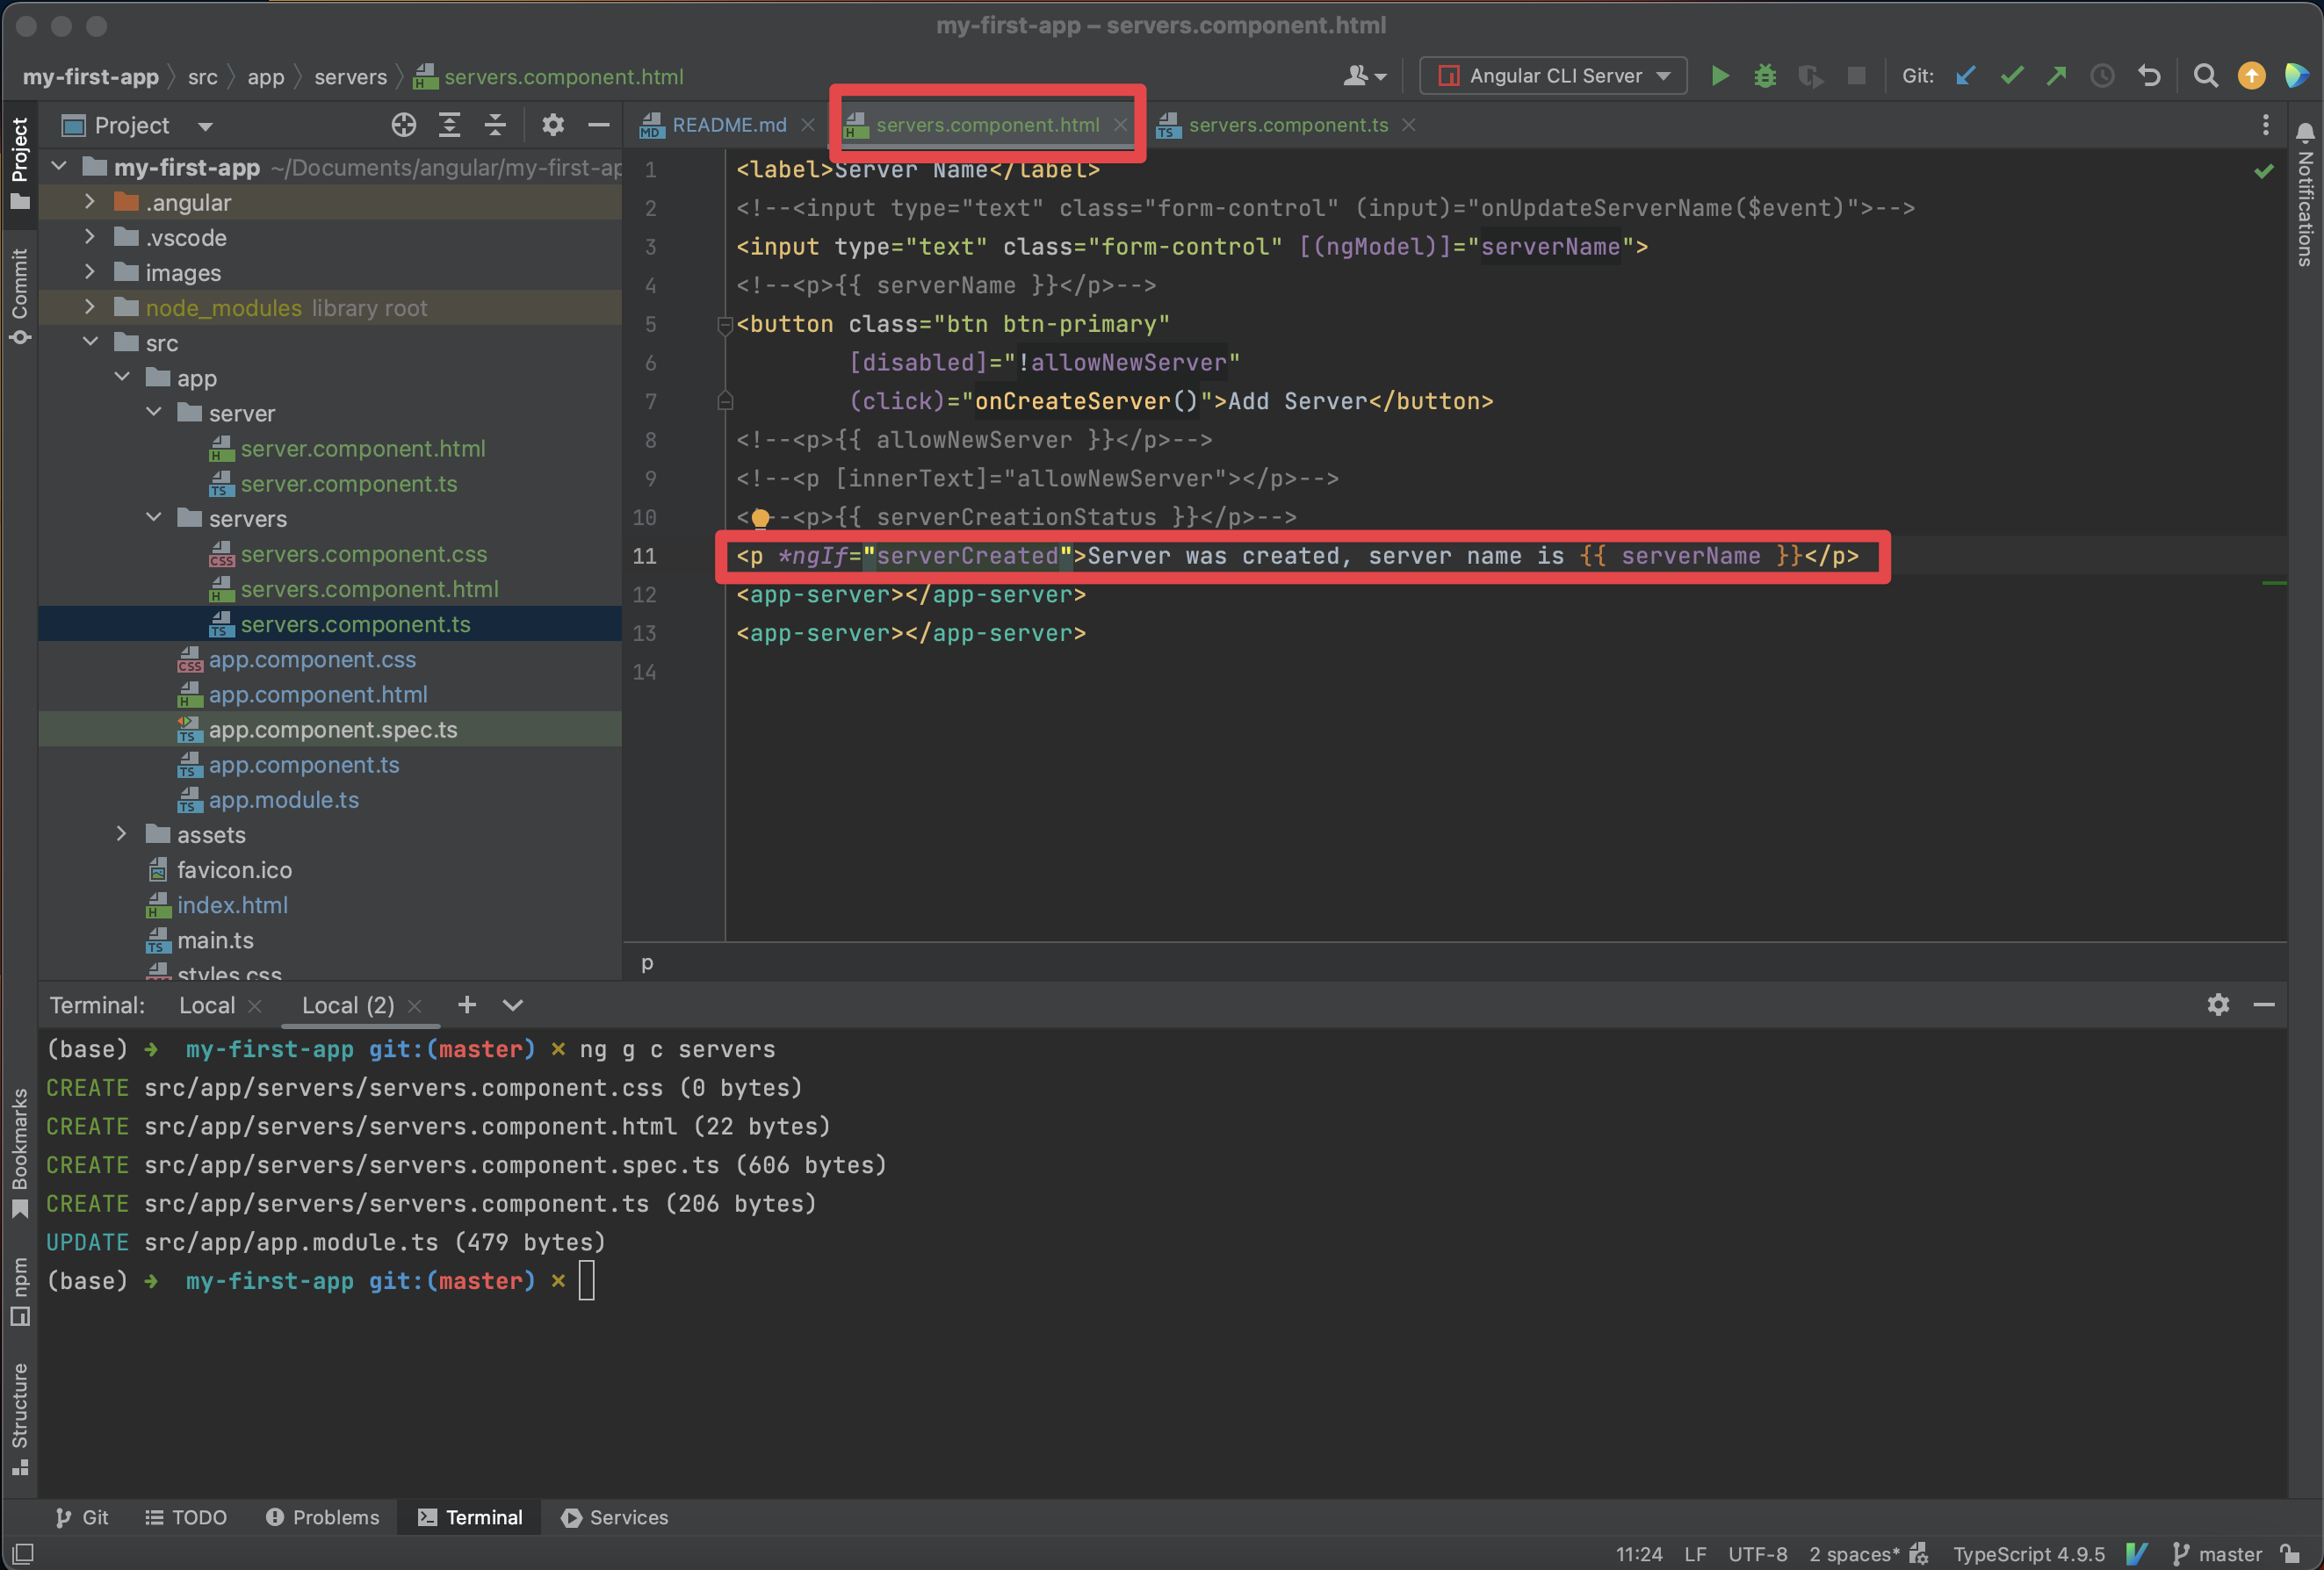 my-first-app – servers.component.html
my-first-app src app servers servers.component.html
Angular CLI Server
Git:
Project
README.md
servers.component.html
servers.component.ts
Project
Commit
Bookmarks
npm
Structure
Notifications
my-first-app ~/Documents/angular/my-first-ap
.angular
.vscode
images
node_modules library root
src
app
server
server.component.html
server.component.ts
servers
servers.component.css
servers.component.html
servers.component.ts
app.component.css
app.component.html
app.component.spec.ts
app.component.ts
app.module.ts
assets
favicon.ico
index.html
main.ts
styles.css
1 <label>Server Name</label>
2 <!--<input type="text" class="form-control" (input)="onUpdateServerName($event)">-->
3 <input type="text" class="form-control" [(ngModel)]="serverName">
4 <!--<p>{{ serverName }}</p>-->
5 <button class="btn btn-primary"
6 [disabled]="!allowNewServer"
7 (click)="onCreateServer()">Add Server</button>
8 <!--<p>{{ allowNewServer }}</p>-->
9 <!--<p [innerText]="allowNewServer"></p>-->
10 <!--<p>{{ serverCreationStatus }}</p>-->
11 <p *ngIf="serverCreated">Server was created, server name is {{ serverName }}</p>
12 <app-server></app-server>
13 <app-server></app-server>
14
p
Terminal: Local Local (2)
(base) ➜ my-first-app git:(master) ✗ ng g c servers
CREATE src/app/servers/servers.component.css (0 bytes)
CREATE src/app/servers/servers.component.html (22 bytes)
CREATE src/app/servers/servers.component.spec.ts (606 bytes)
CREATE src/app/servers/servers.component.ts (206 bytes)
UPDATE src/app/app.module.ts (479 bytes)
(base) ➜ my-first-app git:(master) ✗
Git TODO Problems Terminal Services
11:24 LF UTF-8 2 spaces* TypeScript 4.9.5 master